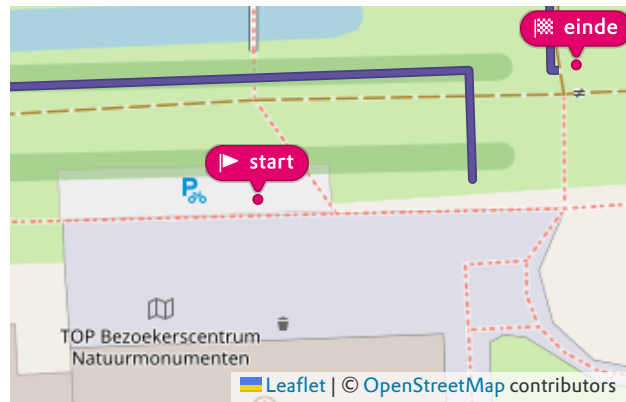 einde
start
P
TOP Bezoekerscentrum
Natuurmonumenten
Leaflet | © OpenStreetMap contributors